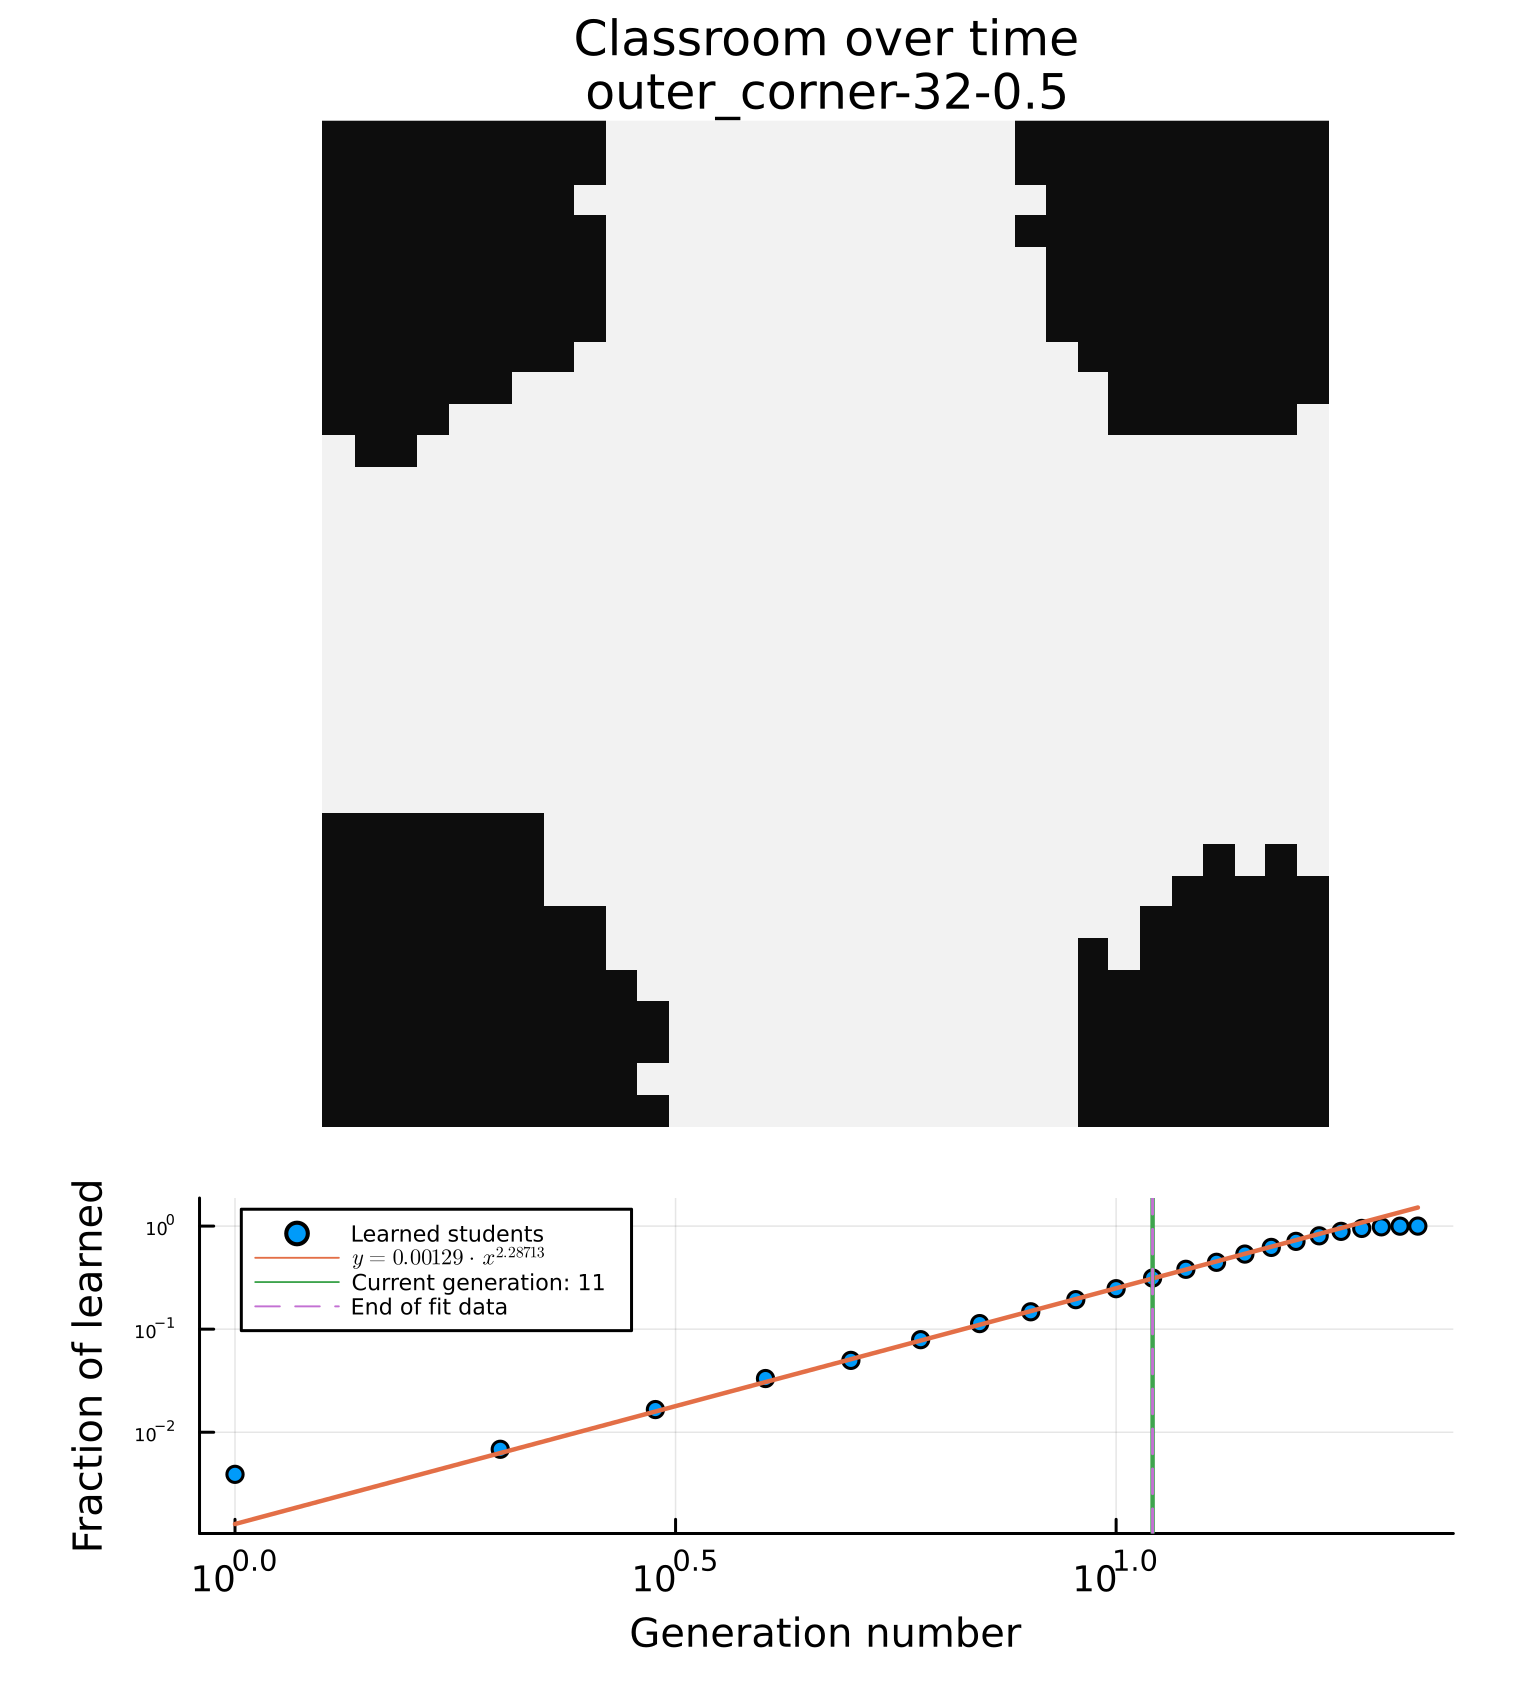 Classroom over time
outer_corner-32-0.5
Fraction of learned
10⁰
10⁻¹
10⁻²
Learned students
y = 0.00129 · x^2.28713
Current generation: 11
End of fit data
10^0.0
10^0.5
10^1.0
Generation number